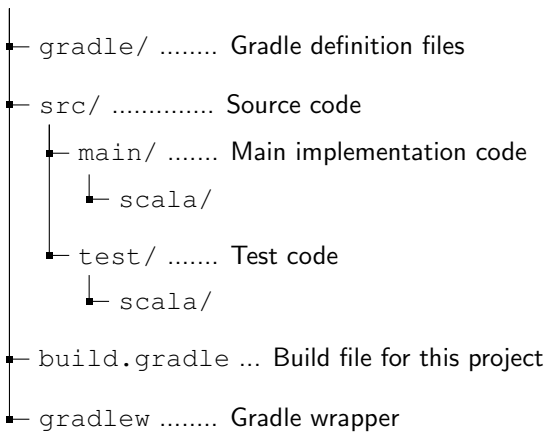 gradle/ ........ Gradle definition files
src/ .............. Source code
main/ ....... Main implementation code
scala/
test/ ....... Test code
scala/
build.gradle ... Build file for this project
gradlew ........ Gradle wrapper